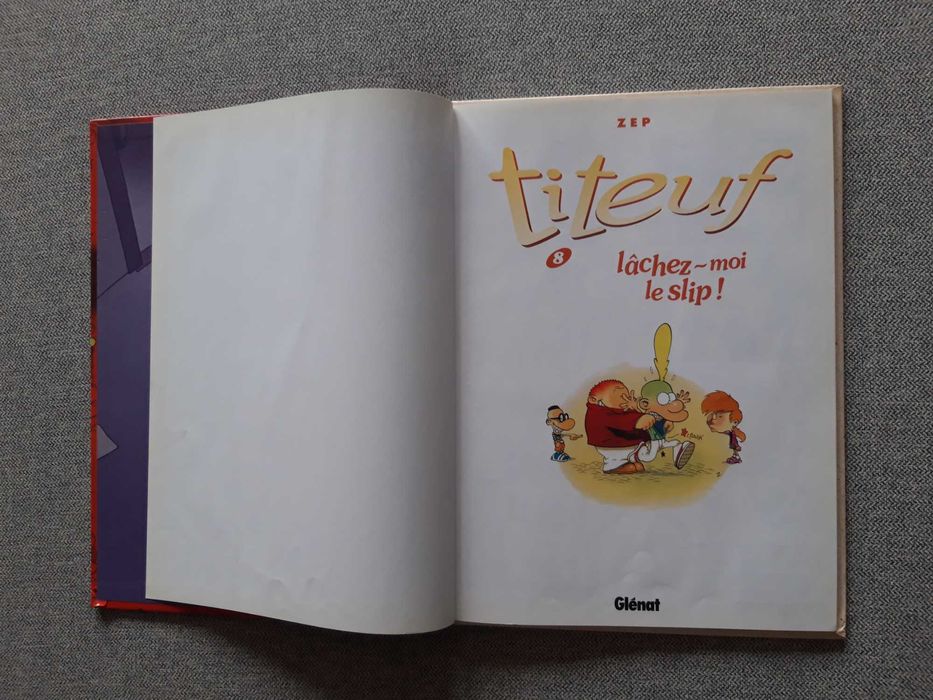 ZEP
titeuf
8
lâchez~moi
le slip !
Glénat